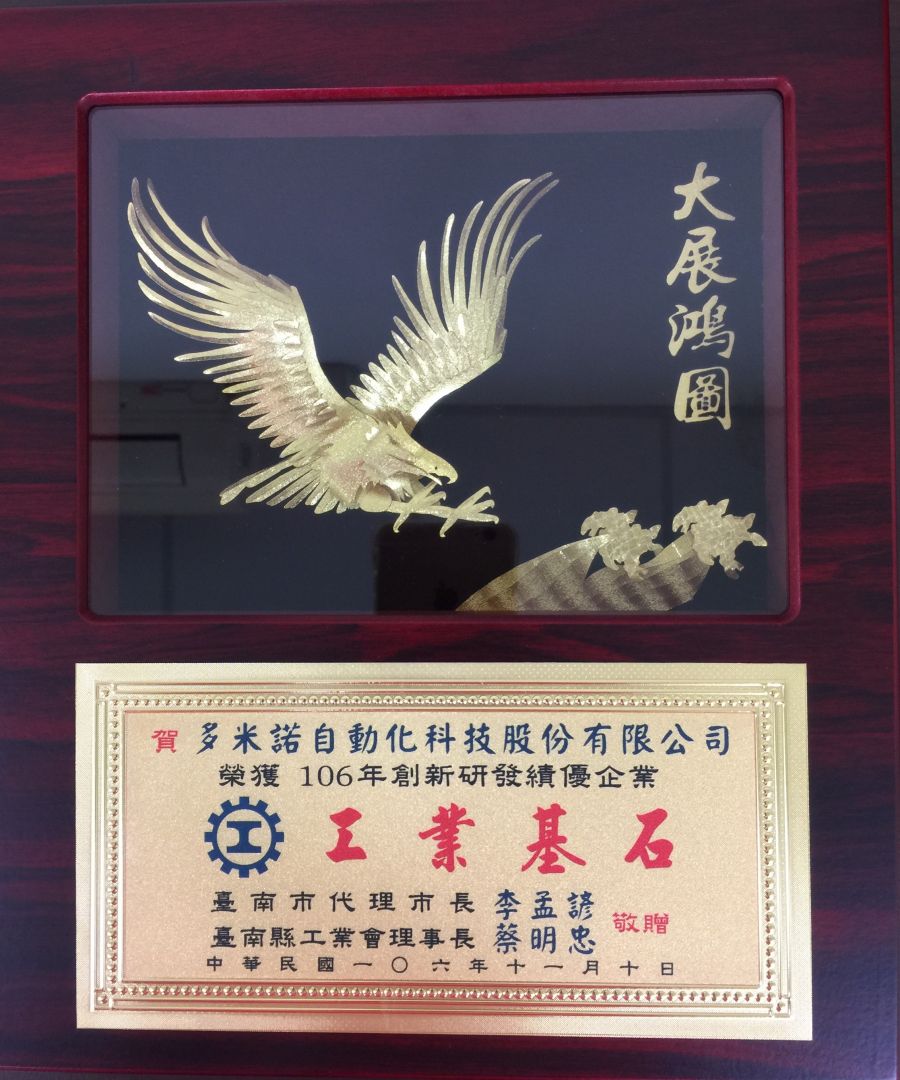 大展鴻圖
賀 多米諾自動化科技股份有限公司
榮獲 106年創新研發績優企業
工業基石
臺南市代理市長 李孟諺
臺南縣工業會理事長 蔡明忠 敬贈
中華民國一〇六年十一月十日